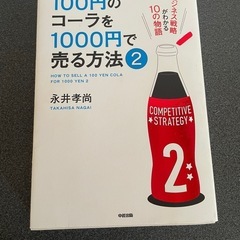 100円の
コーラを
1000円で
売る方法 2
HOW TO SELL A 100 YEN COLA
FOR 1000 YEN 2
永井孝尚
TAKAHISA NAGAI
ビジネス戦略
がわかる
10の物語
COMPETITIVE
STRATEGY
2
中経出版